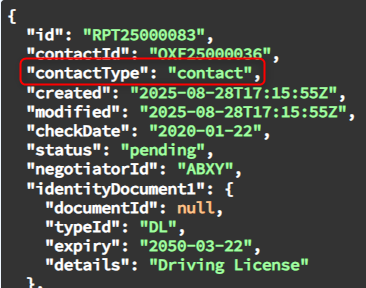 {
"id": "RPT25000083",
"contactId": "OXF25000036",
"contactType": "contact",
"created": "2025-08-28T17:15:55Z",
"modified": "2025-08-28T17:15:55Z",
"checkDate": "2020-01-22",
"status": "pending",
"negotiatorId": "ABXY",
"identityDocument1": {
"documentId": null,
"typeId": "DL",
"expiry": "2050-03-22",
"details": "Driving License"
},